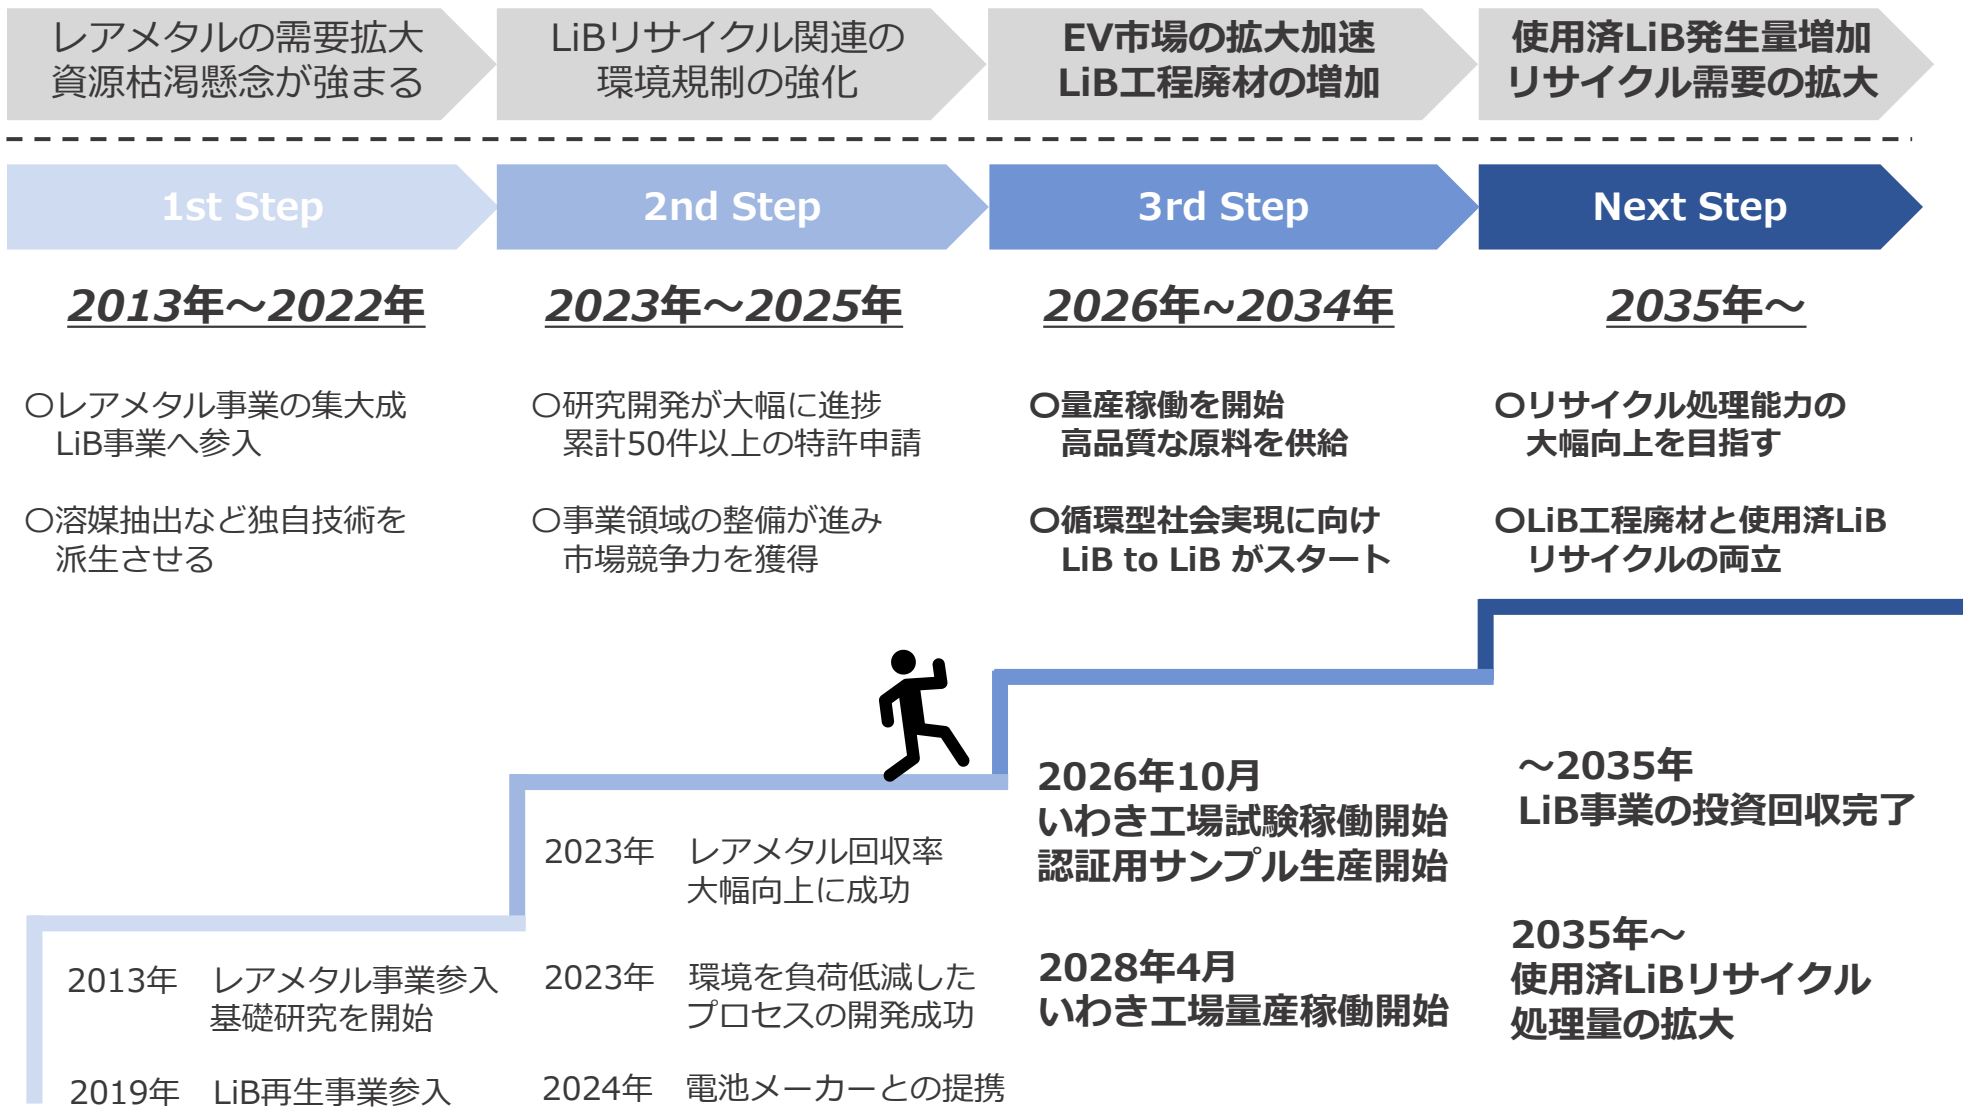 レアメタルの需要拡大
資源枯渇懸念が強まる
LiBリサイクル関連の
環境規制の強化
EV市場の拡大加速
LiB工程廃材の増加
使用済LiB発生量増加
リサイクル需要の拡大
1st Step
2nd Step
3rd Step
Next Step
2013年～2022年
2023年～2025年
2026年~2034年
2035年～
〇レアメタル事業の集大成
LiB事業へ参入
〇溶媒抽出など独自技術を
派生させる
〇研究開発が大幅に進捗
累計50件以上の特許申請
〇事業領域の整備が進み
市場競争力を獲得
〇量産稼働を開始
高品質な原料を供給
〇循環型社会実現に向け
LiB to LiB がスタート
〇リサイクル処理能力の
大幅向上を目指す
〇LiB工程廃材と使用済LiB
リサイクルの両立
2013年 レアメタル事業参入
基礎研究を開始
2019年 LiB再生事業参入
2023年 レアメタル回収率
大幅向上に成功
2023年 環境を負荷低減した
プロセスの開発成功
2024年 電池メーカーとの提携
2026年10月
いわき工場試験稼働開始
認証用サンプル生産開始
2028年4月
いわき工場量産稼働開始
～2035年
LiB事業の投資回収完了
2035年～
使用済LiBリサイクル
処理量の拡大